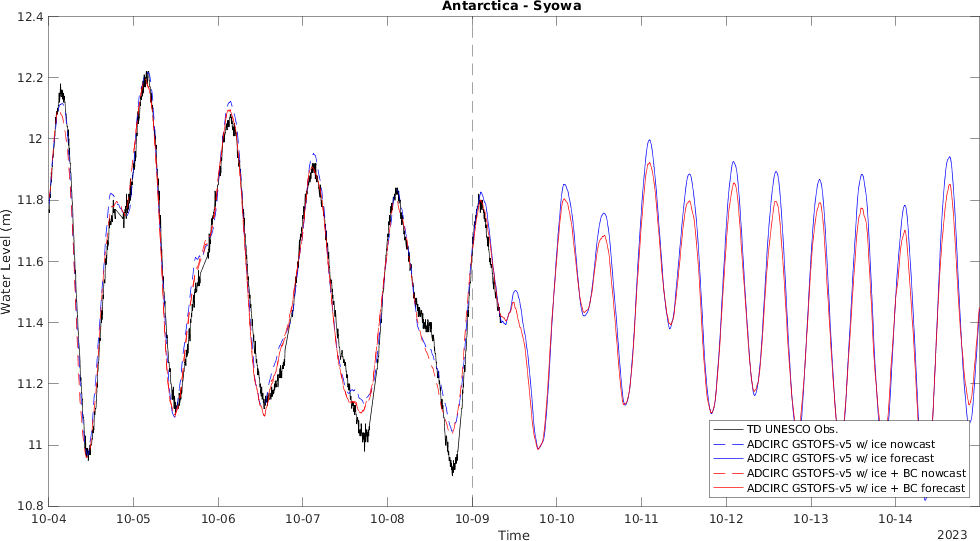 Antarctica - Syowa
Water Level (m)
12.4
12.2
12
11.8
11.6
11.4
11.2
11
10.8
10-04
10-05
10-06
10-07
10-08
10-09
10-10
10-11
10-12
10-13
10-14
Time
2023
TD UNESCO Obs.
ADCIRC GSTOFS-v5 w/ ice nowcast
ADCIRC GSTOFS-v5 w/ ice forecast
ADCIRC GSTOFS-v5 w/ ice + BC nowcast
ADCIRC GSTOFS-v5 w/ ice + BC forecast